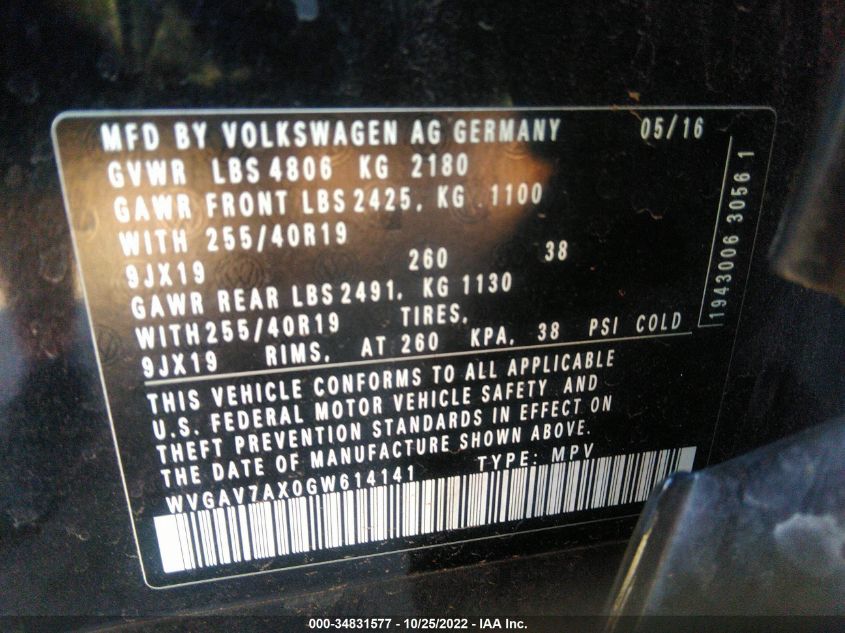 MFD BY VOLKSWAGEN AG GERMANY 05/16
GVWR LBS 4806 KG 2180
GAWR FRONT LBS 2425, KG 1100
WITH 255/40R19
9JX19 260 38
GAWR REAR LBS 2491, KG 1130
WITH 255/40R19 TIRES,
9JX19 RIMS, AT 260 KPA, 38 PSI COLD
THIS VEHICLE CONFORMS TO ALL APPLICABLE
U.S. FEDERAL MOTOR VEHICLE SAFETY AND
THEFT PREVENTION STANDARDS IN EFFECT ON
THE DATE OF MANUFACTURE SHOWN ABOVE.
WVGAV7AX0GW614141 TYPE: MPV
1943006 3056 1
000-34831577 - 10/25/2022 - IAA Inc.